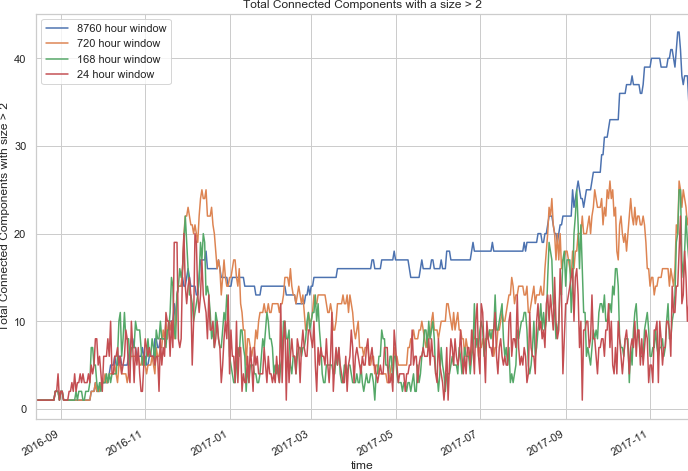 Total Connected Components with a size > 2
8760 hour window
720 hour window
168 hour window
24 hour window
Total Connected Components with size > 2
40
30
20
10
0
2016-09
2016-11
2017-01
2017-03
2017-05
2017-07
2017-09
2017-11
time